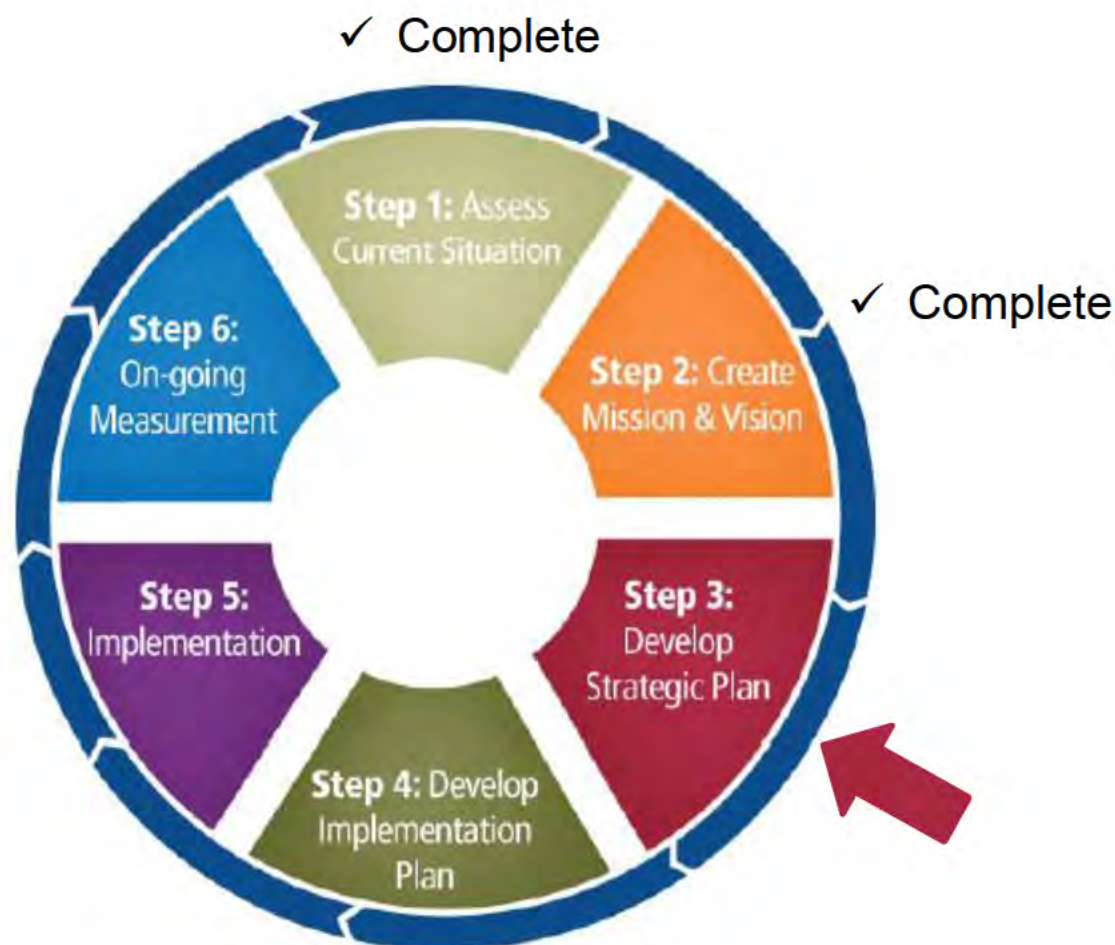 ✓ Complete
Step 1: Assess
Current Situation
✓ Complete
Step 2: Create
Mission & Vision
Step 3:
Develop
Strategic Plan
Step 4: Develop
Implementation
Plan
Step 5:
Implementation
Step 6:
On-going
Measurement